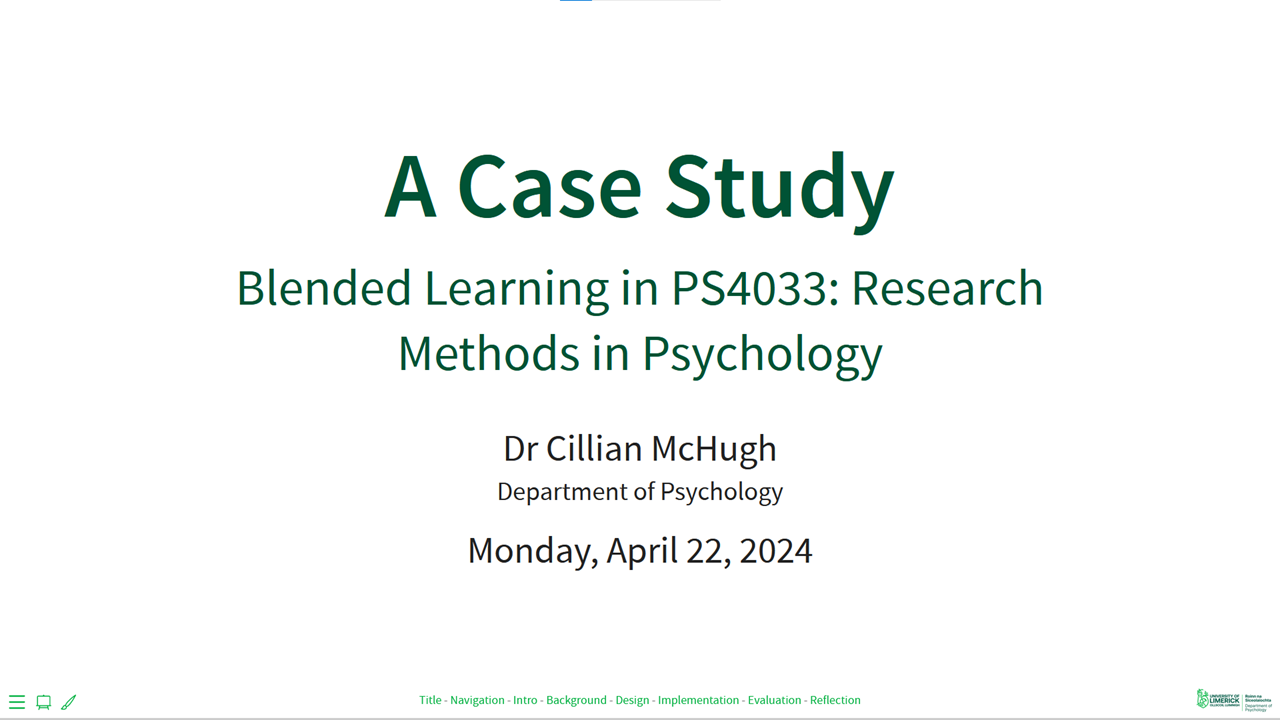 A Case Study
Blended Learning in PS4033: Research
Methods in Psychology
Dr Cillian McHugh
Department of Psychology
Monday, April 22, 2024
Title - Navigation - Intro - Background - Design - Implementation - Evaluation - Reflection
UNIVERSITY OF
LIMERICK
Department of
Psychology